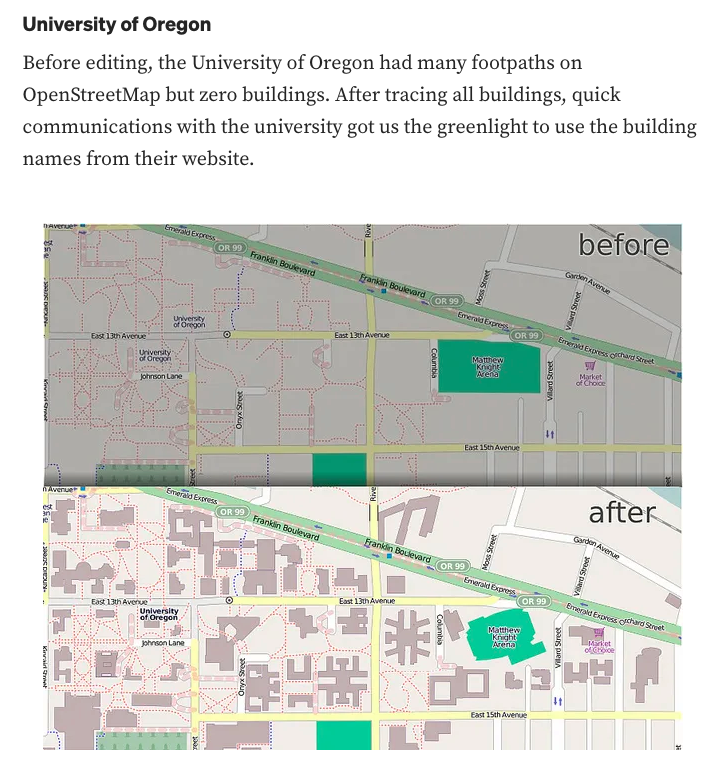 University of Oregon
Before editing, the University of Oregon had many footpaths on
OpenStreetMap but zero buildings. After tracing all buildings, quick
communications with the university got us the greenlight to use the building
names from their website.
before
Emerald Express
OR 99
Franklin Boulevard
Franklin Boulevard
OR 99
Moss Street
Garden Avenue
Villard Street
Emerald Express
OR 99
Emerald Express
Orchard Street
University
of Oregon
East 13th Avenue
East 13th Avenue
University
of Oregon
Johnson Lane
Onyx Street
Columbia
Matthew
Knight
Arena
Villard Street
Market
of Choice
East 15th Avenue
after
Emerald Express
OR 99
Franklin Boulevard
Franklin Boulevard
OR 99
Moss Street
Garden Avenue
Villard Street
Emerald Express
OR 99
Emerald Express
Orchard Street
East 13th Avenue
East 13th Avenue
University
of Oregon
Johnson Lane
Onyx Street
Columbia
Matthew
Knight
Arena
Villard Street
Market
of Choice
East 15th Avenue